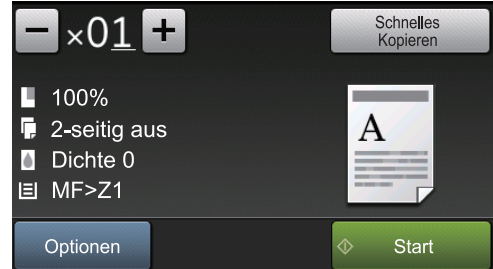 − ×01 +
Schnelles
Kopieren
100%
2-seitig aus
Dichte 0
MF>Z1
A
Optionen
Start